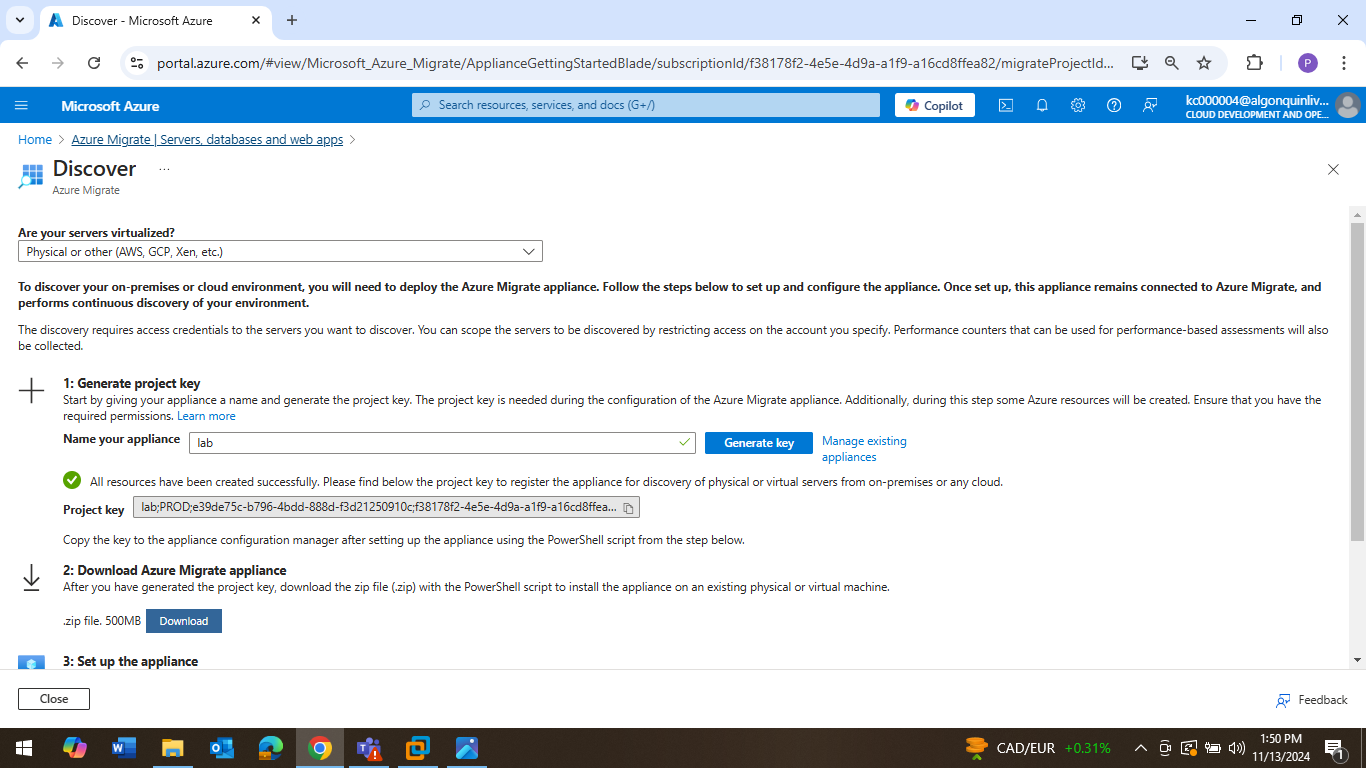 Discover - Microsoft Azure
portal.azure.com/#view/Microsoft_Azure_Migrate/ApplianceGettingStartedBlade/subscriptionId/f38178f2-4e5e-4d9a-a1f9-a16cd8ffea82/migrateProjectId...
P
Microsoft Azure
Search resources, services, and docs (G+/)
Copilot
kc000004@algonquinliv...
CLOUD DEVELOPMENT AND OPE...
Home > Azure Migrate | Servers, databases and web apps >
Discover ...
Azure Migrate
Are your servers virtualized?
Physical or other (AWS, GCP, Xen, etc.)
To discover your on-premises or cloud environment, you will need to deploy the Azure Migrate appliance. Follow the steps below to set up and configure the appliance. Once set up, this appliance remains connected to Azure Migrate, and
performs continuous discovery of your environment.
The discovery requires access credentials to the servers you want to discover. You can scope the servers to be discovered by restricting access on the account you specify. Performance counters that can be used for performance-based assessments will also
be collected.
1: Generate project key
Start by giving your appliance a name and generate the project key. The project key is needed during the configuration of the Azure Migrate appliance. Additionally, during this step some Azure resources will be created. Ensure that you have the
required permissions. Learn more
Name your appliance lab Generate key Manage existing
appliances
All resources have been created successfully. Please find below the project key to register the appliance for discovery of physical or virtual servers from on-premises or any cloud.
Project key lab;PROD;e39de75c-b796-4bdd-888d-f3d21250910c;f38178f2-4e5e-4d9a-a1f9-a16cd8ffea...
Copy the key to the appliance configuration manager after setting up the appliance using the PowerShell script from the step below.
2: Download Azure Migrate appliance
After you have generated the project key, download the zip file (.zip) with the PowerShell script to install the appliance on an existing physical or virtual machine.
.zip file. 500MB Download
3: Set up the appliance
Close
Feedback
CAD/EUR +0.31%
1:50 PM
11/13/2024
1